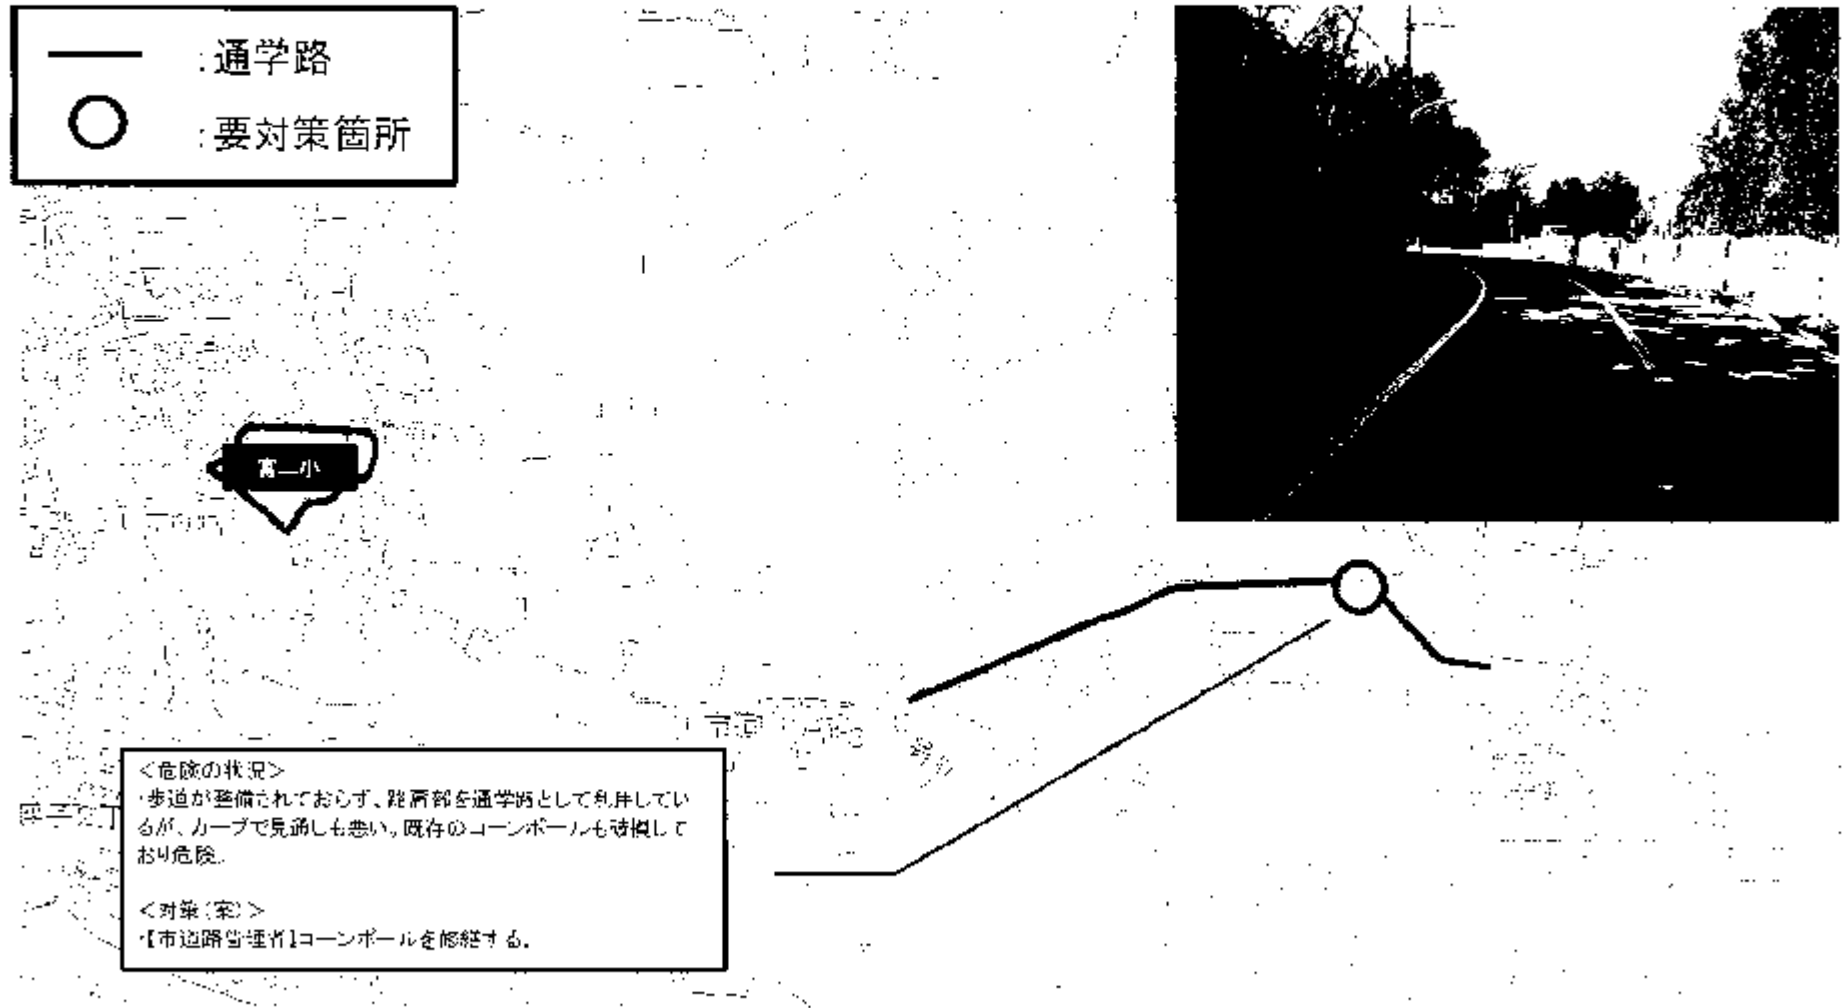 :通学路
:要対策箇所
富二小
＜危険の状況＞
・歩道が整備されておらず、路肩部を通学路として利用してい
るが、カーブで見通しも悪い。既存のコーンポールも破損して
おり危険。
＜対策（案）＞
・【市道路管理者】コーンポールを修繕する。